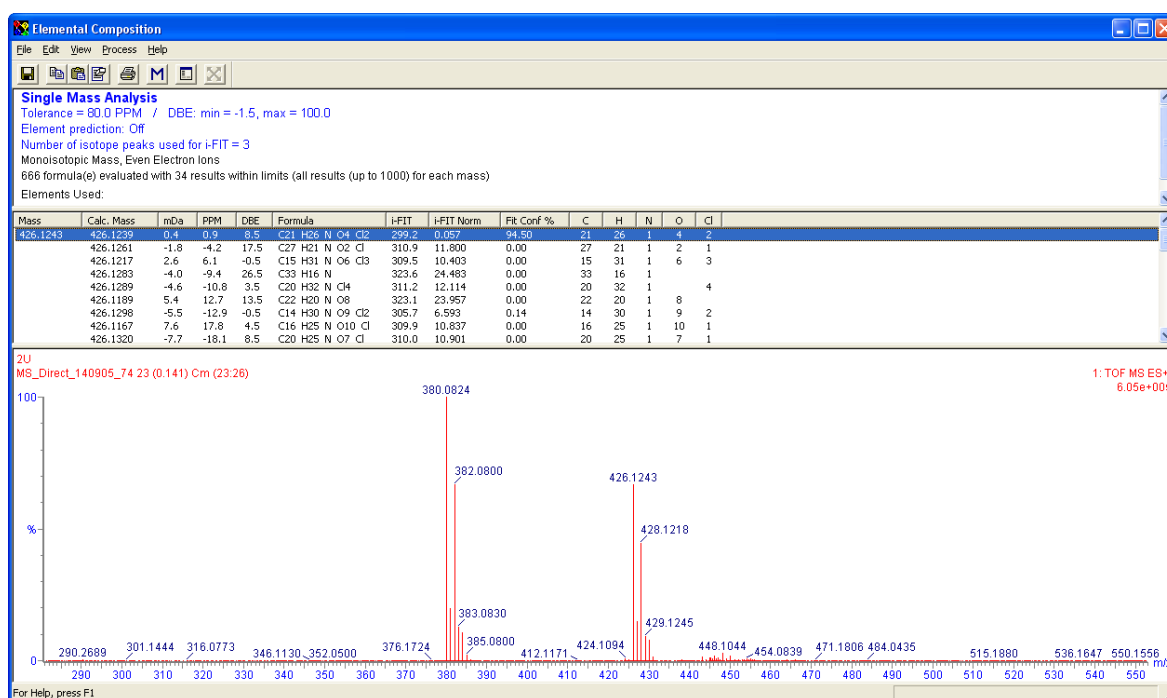 Elemental Composition
File Edit View Process Help
M
Single Mass Analysis
Tolerance = 80.0 PPM / DBE: min = -1.5, max = 100.0
Element prediction: Off
Number of isotope peaks used for i-FIT = 3
Monoisotopic Mass, Even Electron Ions
666 formula(e) evaluated with 34 results within limits (all results (up to 1000) for each mass)
Elements Used:
Mass Calc. Mass mDa PPM DBE Formula i-FIT i-FIT Norm Fit Conf % C H N O Cl
426.1243 426.1239 0.4 0.9 8.5 C21 H26 N O4 Cl2 299.2 0.057 94.50 21 26 1 4 2
426.1261 -1.8 -4.2 17.5 C27 H21 N O2 Cl 310.9 11.800 0.00 27 21 1 2 1
426.1217 2.6 6.1 -0.5 C15 H31 N O6 Cl3 309.5 10.403 0.00 15 31 1 6 3
426.1283 -4.0 -9.4 26.5 C33 H16 N 323.6 24.483 0.00 33 16 1
426.1289 -4.6 -10.8 3.5 C20 H32 N Cl4 311.2 12.114 0.00 20 32 1 4
426.1189 5.4 12.7 13.5 C22 H20 N O8 323.1 23.957 0.00 22 20 1 8
426.1298 -5.5 -12.9 -0.5 C14 H30 N O9 Cl2 305.7 6.593 0.14 14 30 1 9 2
426.1167 7.6 17.8 4.5 C16 H25 N O10 Cl 309.9 10.837 0.00 16 25 1 10 1
426.1320 -7.7 -18.1 8.5 C20 H25 N O7 Cl 310.0 10.901 0.00 20 25 1 7 1
2U
MS_Direct_140905_74 23 (0.141) Cm (23:26)
1: TOF MS ES+
6.05e+00
100
%
0
380.0824
382.0800
426.1243
428.1218
383.0830
429.1245
290.2689 301.1444 316.0773 346.1130 352.0500 376.1724 385.0800 412.1171 424.1094 448.1044 454.0839 471.1806 484.0435 515.1880 536.1647 550.1556
m/z
290 300 310 320 330 340 350 360 370 380 390 400 410 420 430 440 450 460 470 480 490 500 510 520 530 540 550
For Help, press F1